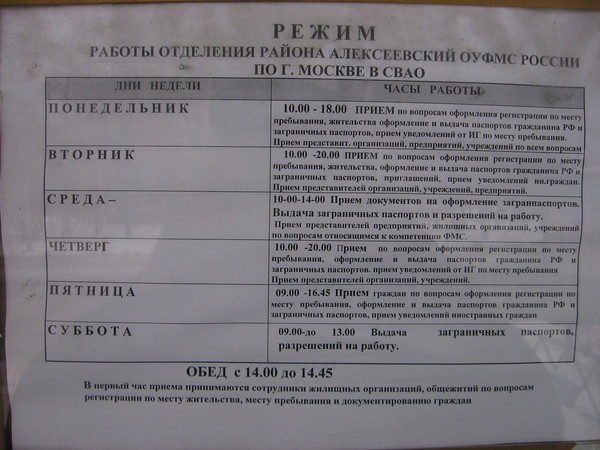 РЕЖИМ
РАБОТЫ ОТДЕЛЕНИЯ РАЙОНА АЛЕКСЕЕВСКИЙ ОУФМС РОССИИ
ПО Г. МОСКВЕ В СВАО
ДНИ НЕДЕЛИ
ЧАСЫ РАБОТЫ
ПОНЕДЕЛЬНИК
10.00 - 18.00 ПРИЕМ по вопросам оформления регистрации по месту
пребывания, жительства оформление и выдача паспортов гражданина РФ и
заграничных паспортов, прием уведомлений от ИГ по месту пребывания.
Прием представит. организаций, предприятий, учреждений по всем вопросам
ВТОРНИК
10.00 -20.00 ПРИЕМ по вопросам оформления регистрации по месту
пребывания, жительства, оформление и выдача паспортов гражданина РФ и
заграничных паспортов, приглашений, прием уведомлений ин.граждан.
Прием представителей организаций, учреждений, предприятий.
СРЕДА–
10-00-14-00 Прием документов на оформление загранпаспортов.
Выдача заграничных паспортов и разрешений на работу.
Прием представителей предприятий, жилищных организаций, учреждений
по вопросам относящимся к компетенции ФМС.
ЧЕТВЕРГ
10.00 -20.00 Прием по вопросам оформления регистрации по месту
пребывания, оформление и выдача паспортов гражданина РФ и
заграничных паспортов. прием уведомлений от ИГ по месту пребывания
Прием представителей организаций, учреждений.
ПЯТНИЦА
09.00 -16.45 Прием граждан по вопросам оформления регистрации по
месту пребывания, оформление и выдача паспортов гражданина РФ и
заграничных паспортов, прием уведомлений иностранных граждан
СУББОТА
09.00-до 13.00 Выдача заграничных паспортов,
разрешений на работу.
ОБЕД с 14.00 до 14.45
В первый час приема принимаются сотрудники жилищных организаций, общежитий по вопросам
регистрации по месту жительства, месту пребывания и документированию граждан